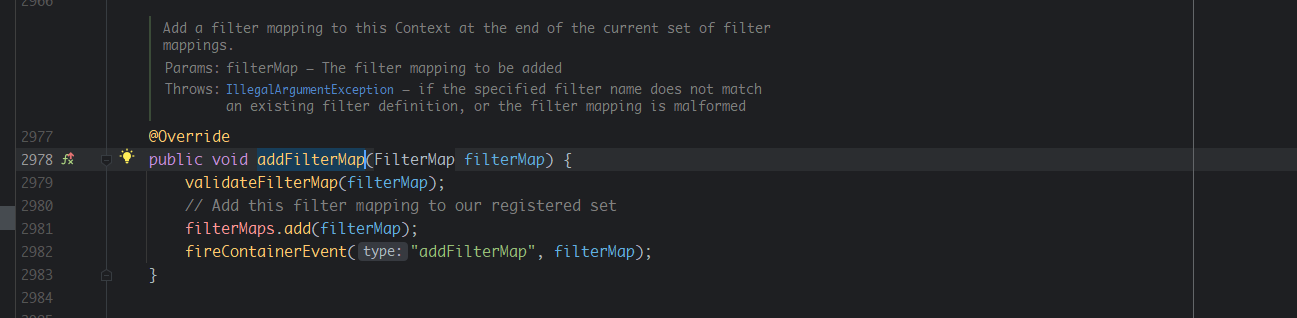 2966
Add a filter mapping to this Context at the end of the current set of filter
mappings.
Params: filterMap – The filter mapping to be added
Throws: IllegalArgumentException – if the specified filter name does not match
an existing filter definition, or the filter mapping is malformed
2977 @Override
2978 public void addFilterMap(FilterMap filterMap) {
2979 validateFilterMap(filterMap);
2980 // Add this filter mapping to our registered set
2981 filterMaps.add(filterMap);
2982 fireContainerEvent( type: "addFilterMap", filterMap);
2983 }
2984